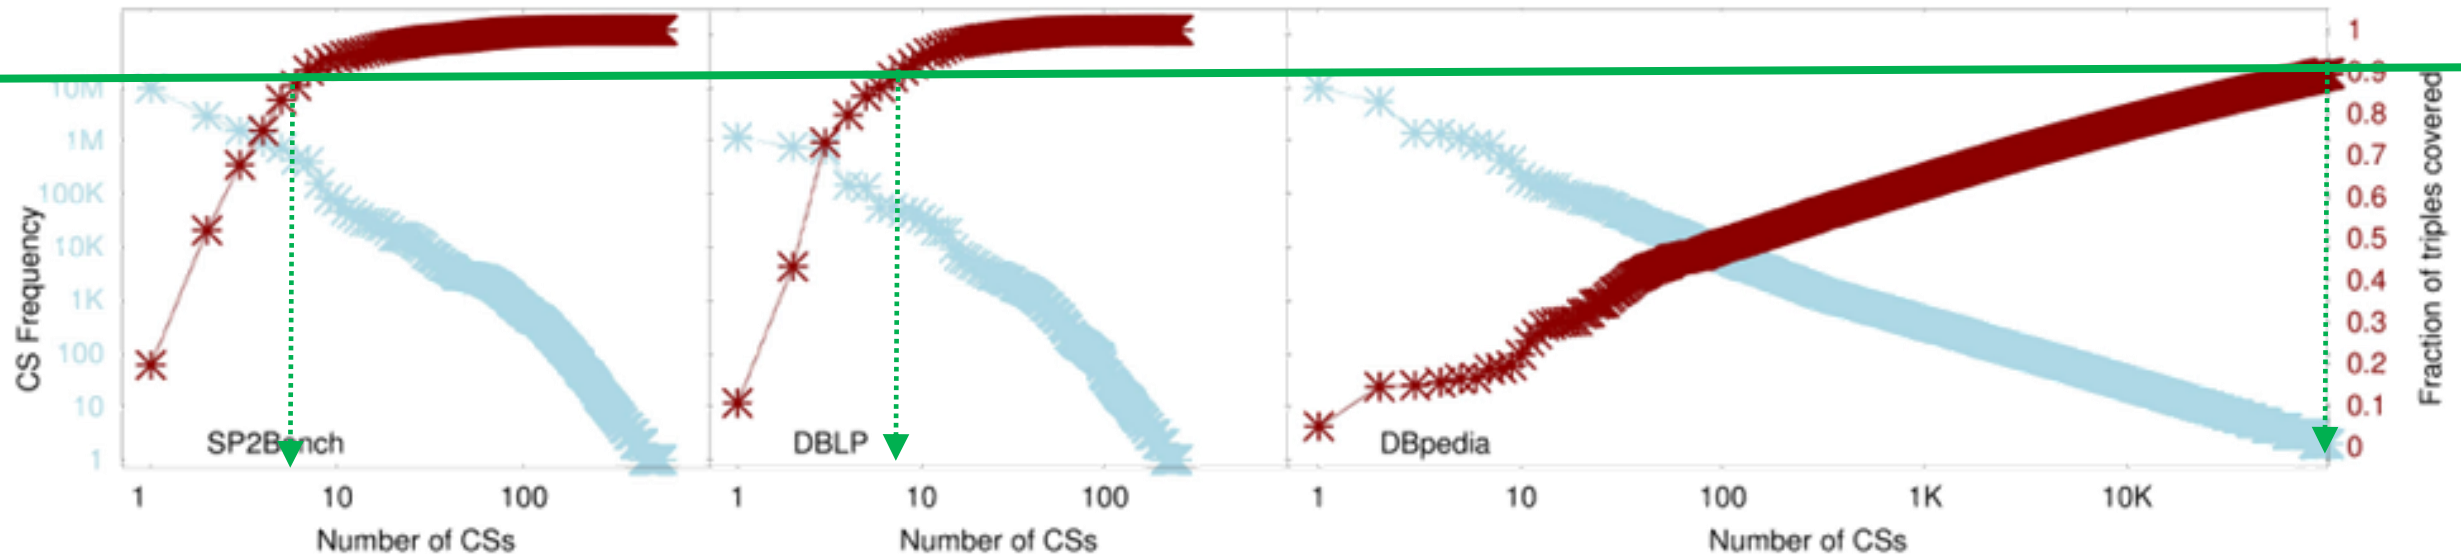 CS Frequency
10M
1M
100K
10K
1K
100
10
1
SP2Bench
1 10 100
Number of CSs
DBLP
1 10 100
Number of CSs
DBpedia
1 10 100 1K 10K
Number of CSs
1
0.9
0.8
0.7
0.6
0.5
0.4
0.3
0.2
0.1
0
Fraction of triples covered